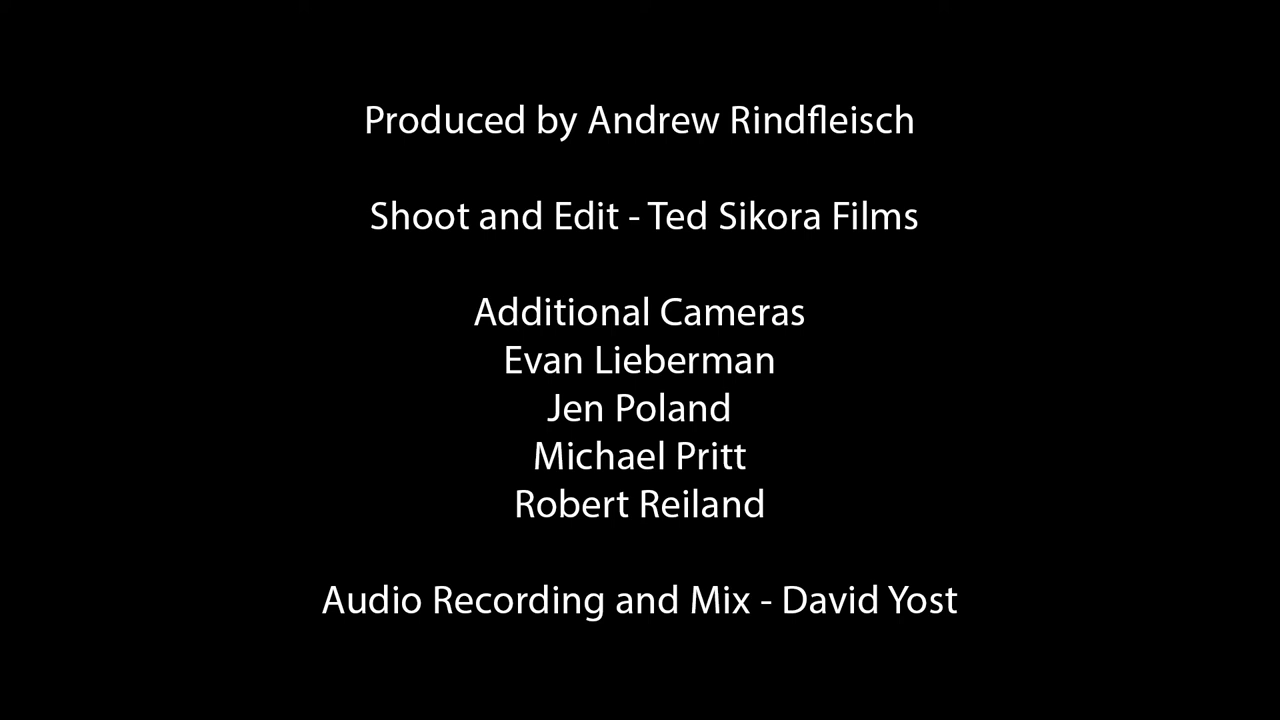 Produced by Andrew Rindfleisch
Shoot and Edit - Ted Sikora Films
Additional Cameras
Evan Lieberman
Jen Poland
Michael Pritt
Robert Reiland
Audio Recording and Mix - David Yost